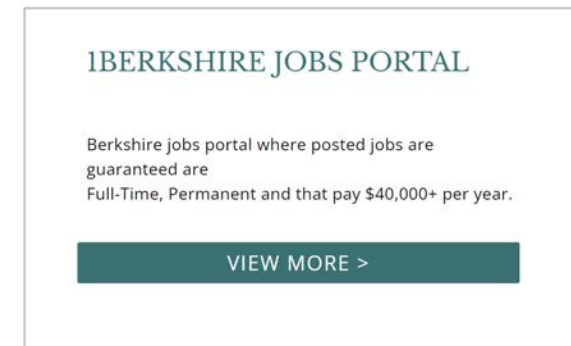 1BERKSHIRE JOBS PORTAL
Berkshire jobs portal where posted jobs are
guaranteed are
Full-Time, Permanent and that pay $40,000+ per year.
VIEW MORE >